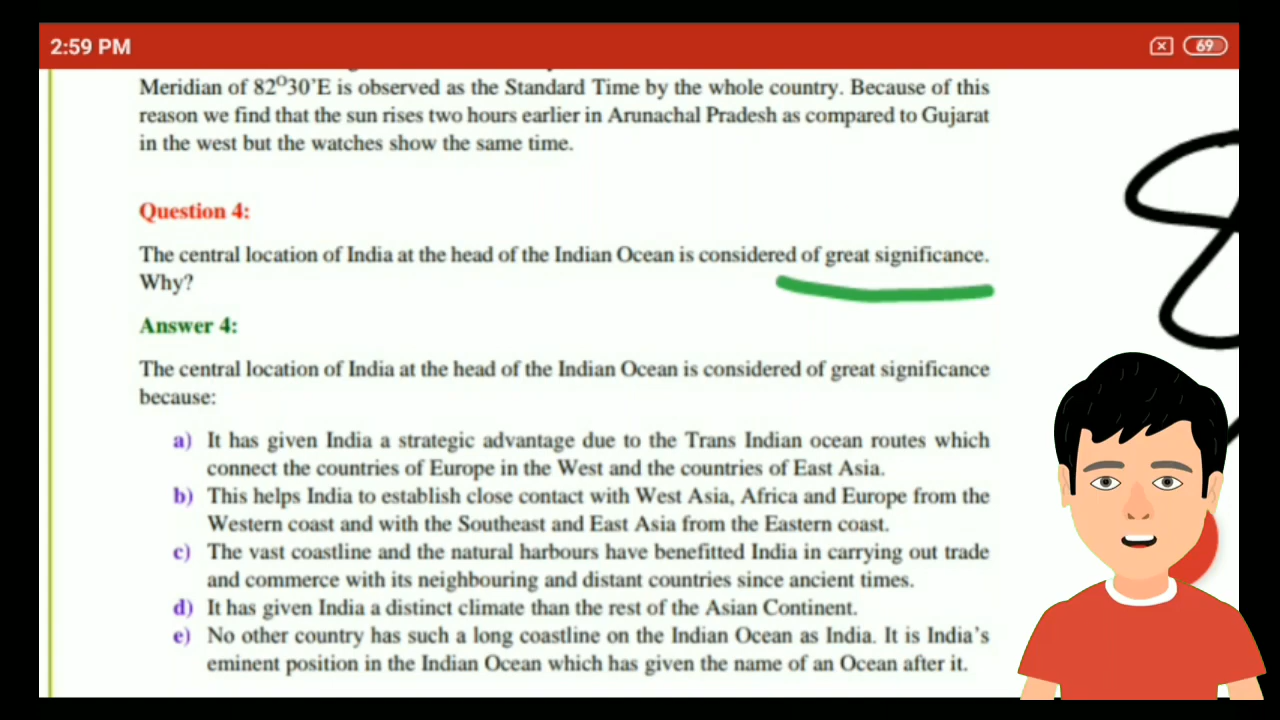 2:59 PM
69
Meridian of 82⁰30'E is observed as the Standard Time by the whole country. Because of this
reason we find that the sun rises two hours earlier in Arunachal Pradesh as compared to Gujarat
in the west but the watches show the same time.
Question 4:
The central location of India at the head of the Indian Ocean is considered of great significance.
Why?
Answer 4:
The central location of India at the head of the Indian Ocean is considered of great significance
because:
a) It has given India a strategic advantage due to the Trans Indian ocean routes which
connect the countries of Europe in the West and the countries of East Asia.
b) This helps India to establish close contact with West Asia, Africa and Europe from the
Western coast and with the Southeast and East Asia from the Eastern coast.
c) The vast coastline and the natural harbours have benefitted India in carrying out trade
and commerce with its neighbouring and distant countries since ancient times.
d) It has given India a distinct climate than the rest of the Asian Continent.
e) No other country has such a long coastline on the Indian Ocean as India. It is India's
eminent position in the Indian Ocean which has given the name of an Ocean after it.